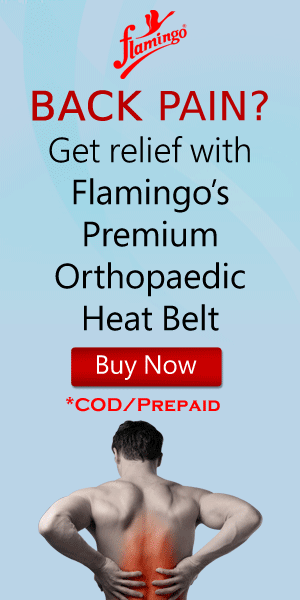 flamingo®
BACK PAIN?
Get relief with
Flamingo's
Premium
Orthopaedic
Heat Belt
Buy Now
*COD/PREPAID